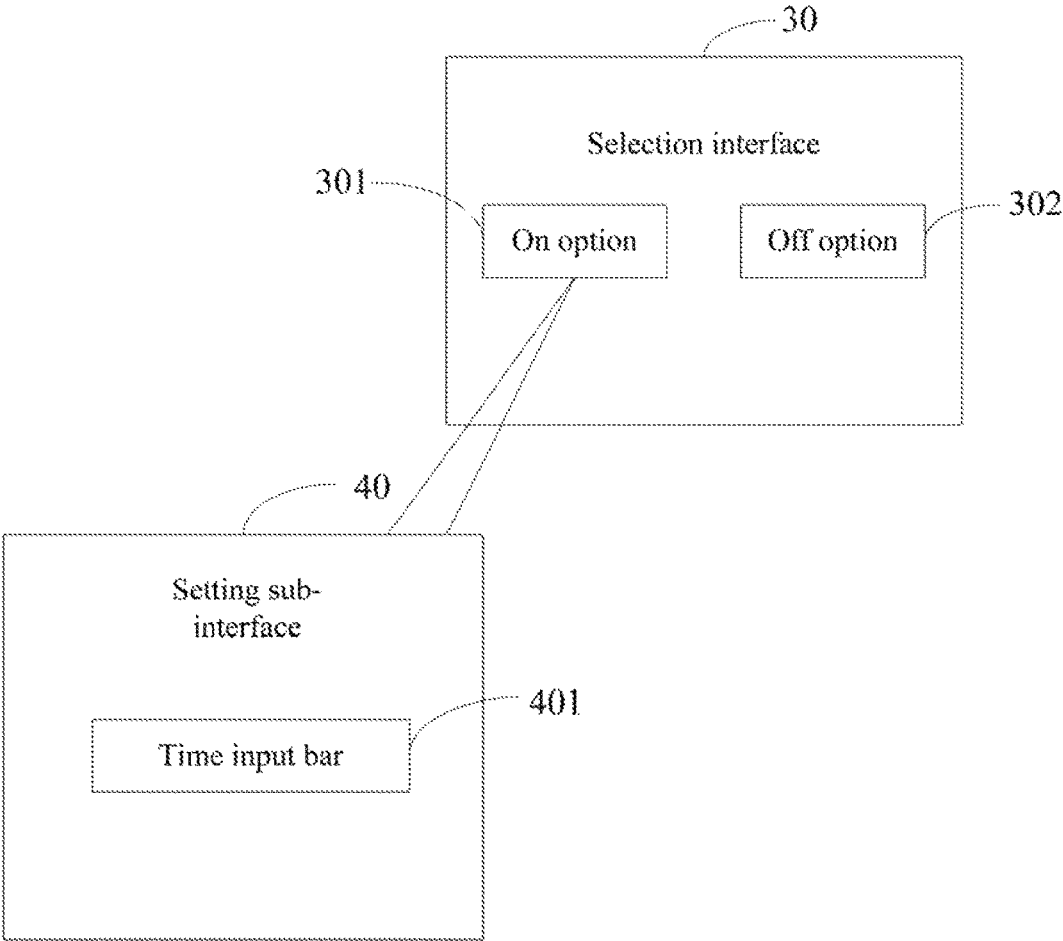 30
Selection interface
301
302
On option
Off option
40
Setting sub-
interface
401
Time input bar